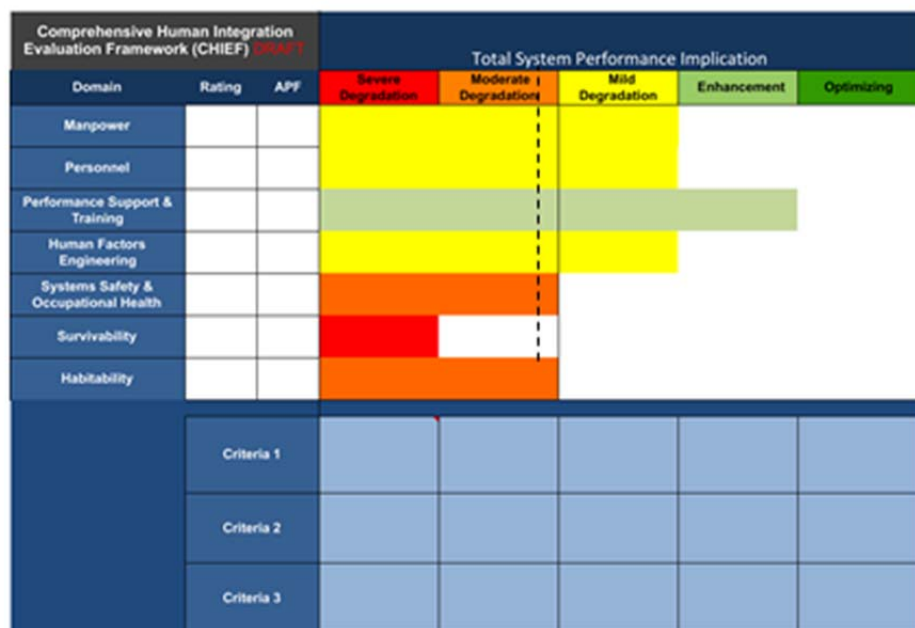 Comprehensive Human Integration
Evaluation Framework (CHIEF) DRAFT
Total System Performance Implication
Domain Rating APF Severe Degradation Moderate Degradation Mild Degradation Enhancement Optimizing
Manpower
Personnel
Performance Support &
Training
Human Factors
Engineering
Systems Safety &
Occupational Health
Survivability
Habitability
Criteria 1
Criteria 2
Criteria 3